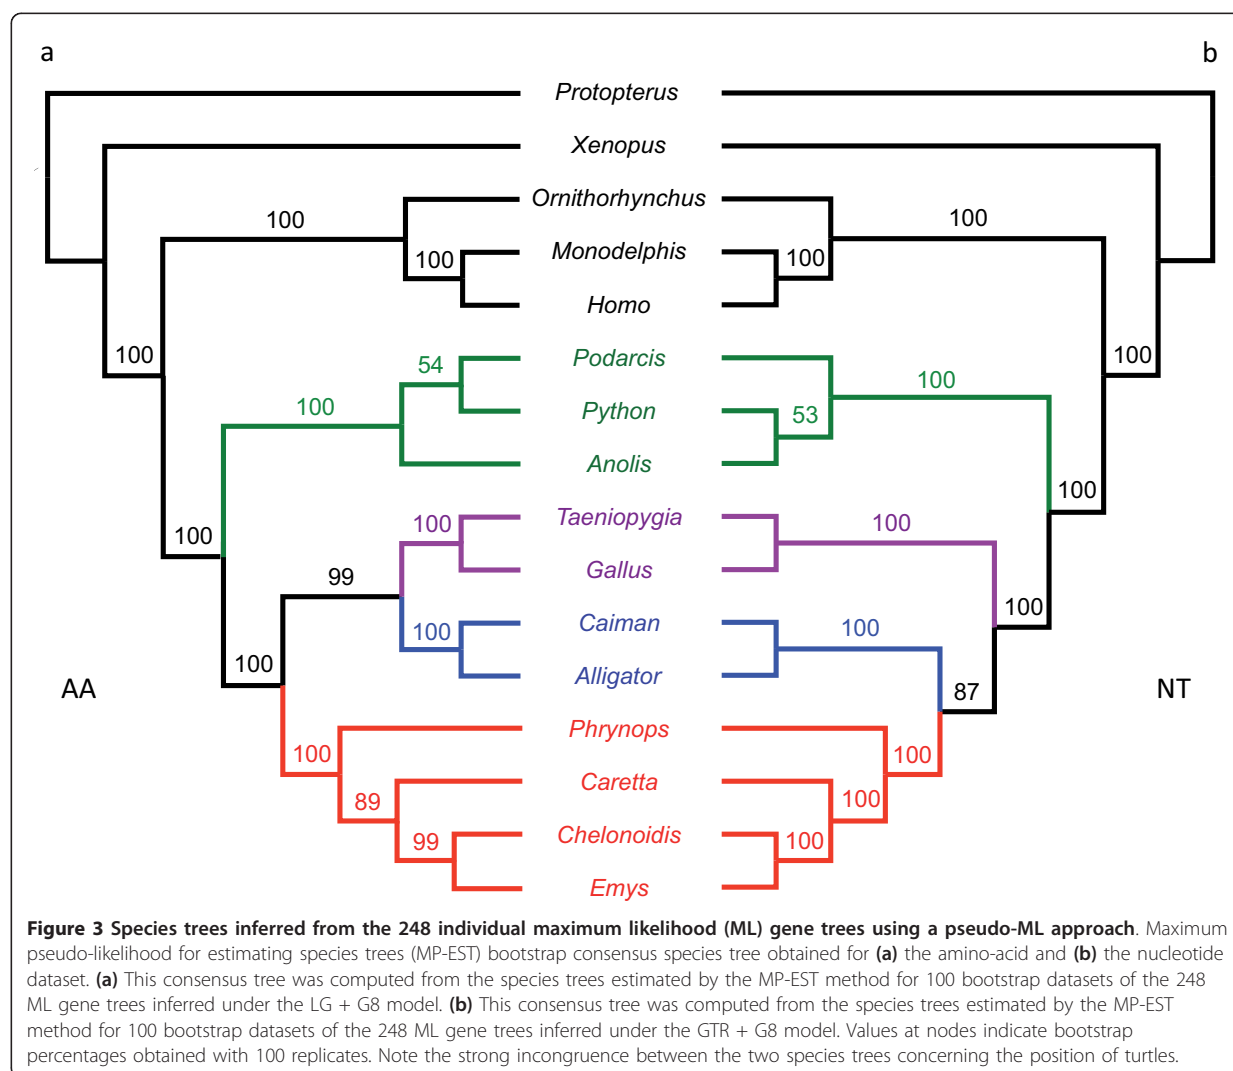 a
b
Protopterus
Xenopus
Ornithorhynchus
100
100
Monodelphis
100
100
Homo
100
100
Podarcis
54
100
Python
100
53
Anolis
100
100
Taeniopygia
100
100
Gallus
99
100
Caiman
100
100
Alligator
100
87
AA
NT
Phrynops
100
100
Caretta
89
100
Chelonoidis
99
100
Emys
Figure 3 Species trees inferred from the 248 individual maximum likelihood (ML) gene trees using a pseudo-ML approach. Maximum
pseudo-likelihood for estimating species trees (MP-EST) bootstrap consensus species tree obtained for (a) the amino-acid and (b) the nucleotide
dataset. (a) This consensus tree was computed from the species trees estimated by the MP-EST method for 100 bootstrap datasets of the 248
ML gene trees inferred under the LG + G8 model. (b) This consensus tree was computed from the species trees estimated by the MP-EST
method for 100 bootstrap datasets of the 248 ML gene trees inferred under the GTR + G8 model. Values at nodes indicate bootstrap
percentages obtained with 100 replicates. Note the strong incongruence between the two species trees concerning the position of turtles.